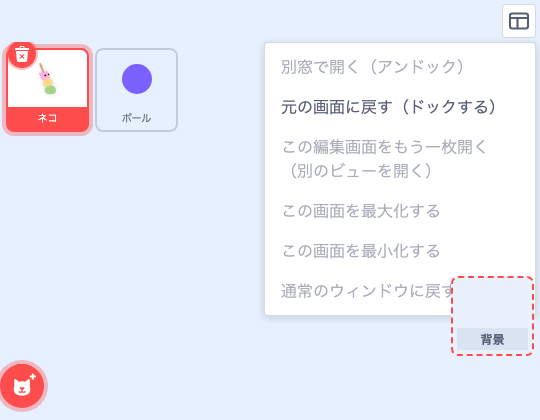 ネコ
ボール
別窓で開く（アンドック）
元の画面に戻す（ドックする）
この編集画面をもう一枚開く
（別のビューを開く）
この画面を最大化する
この画面を最小化する
通常のウィンドウに戻す
背景